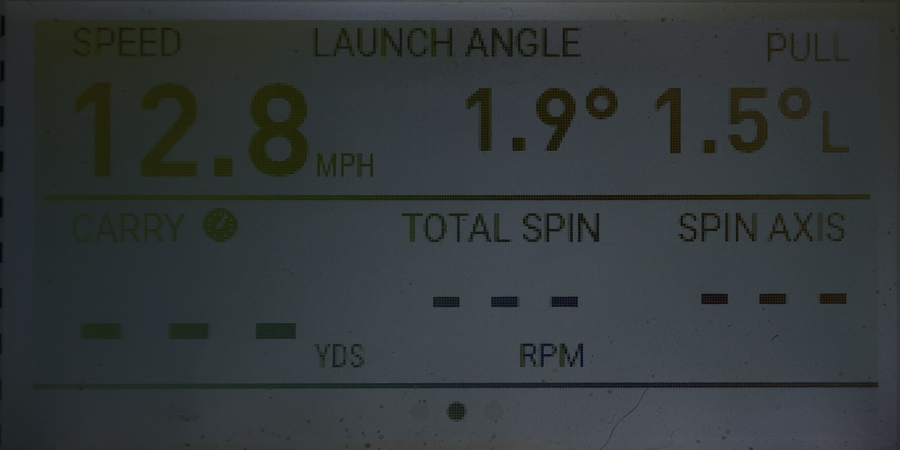 SPEED LAUNCH ANGLE PULL
12.8 MPH 1.9° 1.5° L
CARRY TOTAL SPIN SPIN AXIS
- - - YDS - - - RPM - - -